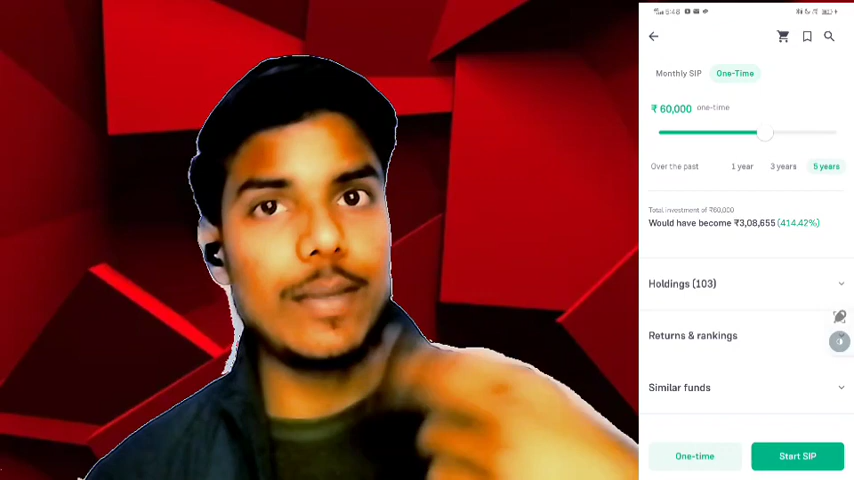 5:48
Monthly SIP One-Time
₹ 60,000 one-time
Over the past 1 year 3 years 5 years
Total investment of ₹60,000
Would have become ₹3,08,655 (414.42%)
Holdings (103)
Returns & rankings
Similar funds
One-time Start SIP